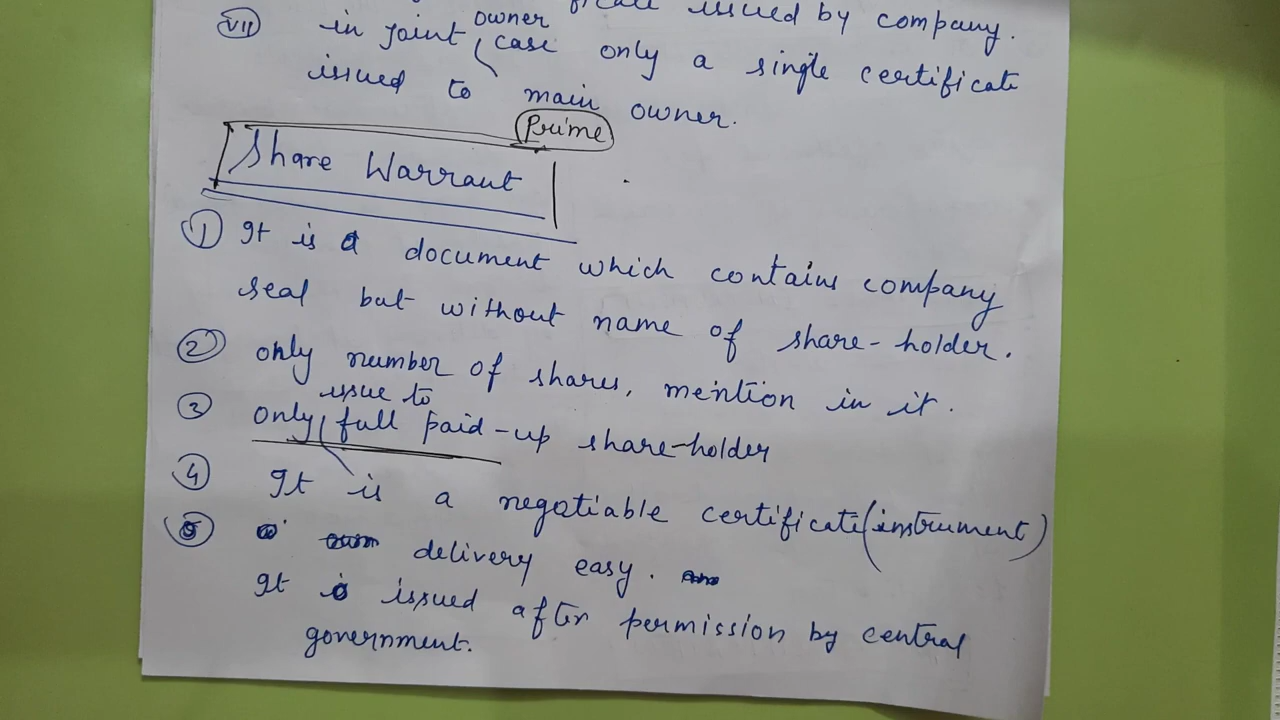 issued by company.
VII in joint owner case only a single certificate
issued to main owner.
Prime
Share Warrant
1 It is a document which contains company
seal but without name of share-holder.
2 only number of shares, mention in it.
3 only issue to full paid-up share-holder
4 It is a negotiable certificate (instrument)
5 delivery easy.
It is issued after permission by central
government.